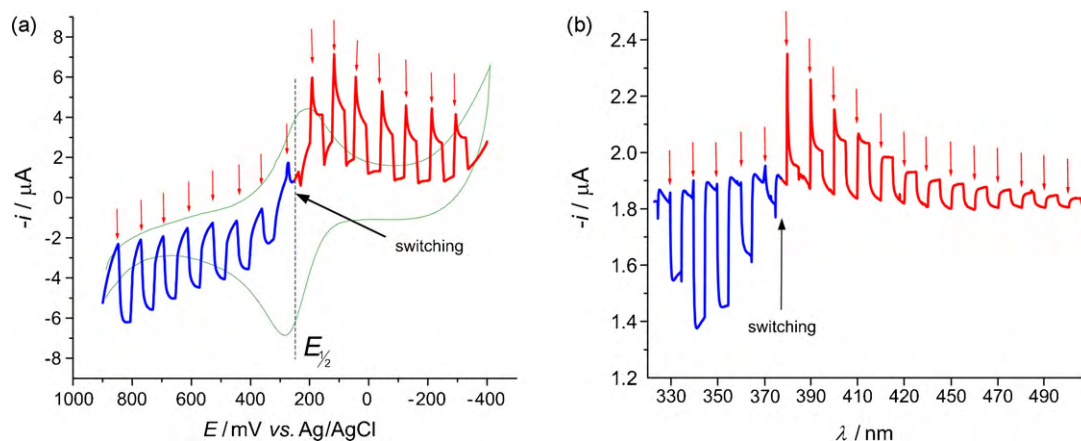 (a)
8
6
4
2
0
-2
-4
-6
-8
-i / μA
switching
E½
1000 800 600 400 200 0 -200 -400
E / mV vs. Ag/AgCl
(b)
2.4
2.2
2.0
1.8
1.6
1.4
1.2
-i / μA
switching
330 350 370 390 410 420 430 450 470 490
λ / nm